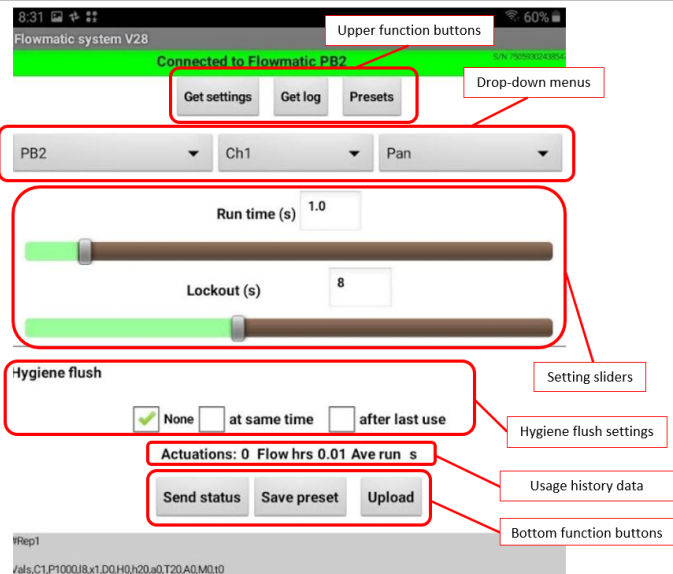 8:31 60%
Upper function buttons
Flowmatic system V28
Connected to Flowmatic PB2
Drop-down menus
Get settings Get log Presets
PB2 Ch1 Pan
Run time (s) 1.0
Lockout (s) 8
Setting sliders
Hygiene flush
None at same time after last use
Hygiene flush settings
Actuations: 0 Flow hrs 0.01 Ave run s
Usage history data
Send status Save preset Upload
Bottom function buttons
#Rep1
Vals,C1,P1000,I8,x1,D0,H0,h20,a0,T20,A0,M0,t0